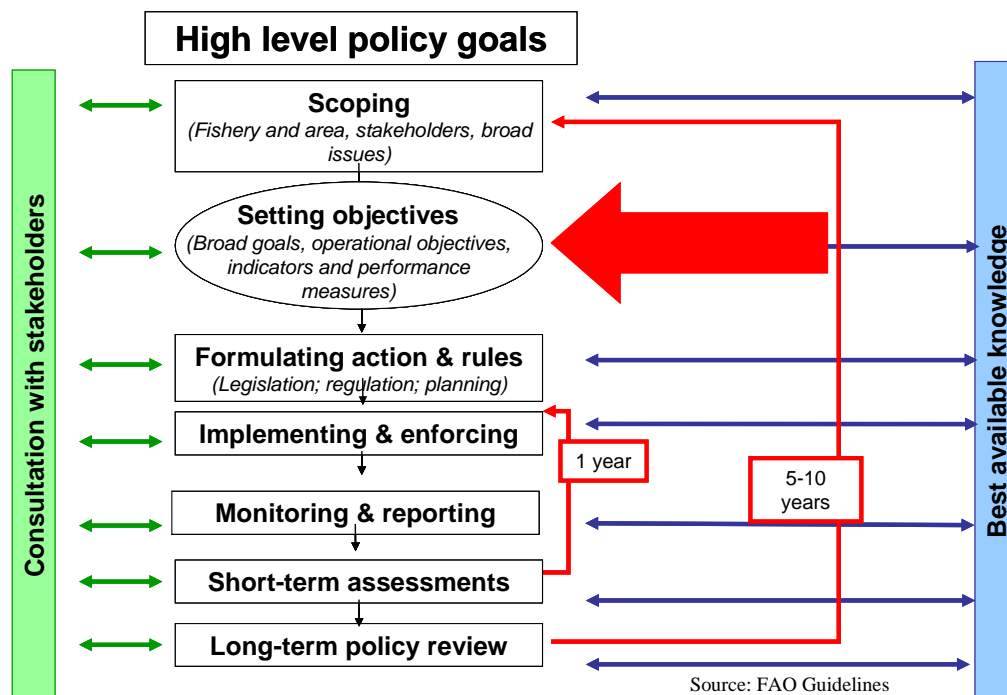 High level policy goals
Consultation with stakeholders
Scoping
(Fishery and area, stakeholders, broad
issues)
Setting objectives
(Broad goals, operational objectives,
indicators and performance
measures)
Formulating action & rules
(Legislation; regulation; planning)
Implementing & enforcing
1 year
5-10
years
Monitoring & reporting
Short-term assessments
Long-term policy review
Best available knowledge
Source: FAO Guidelines